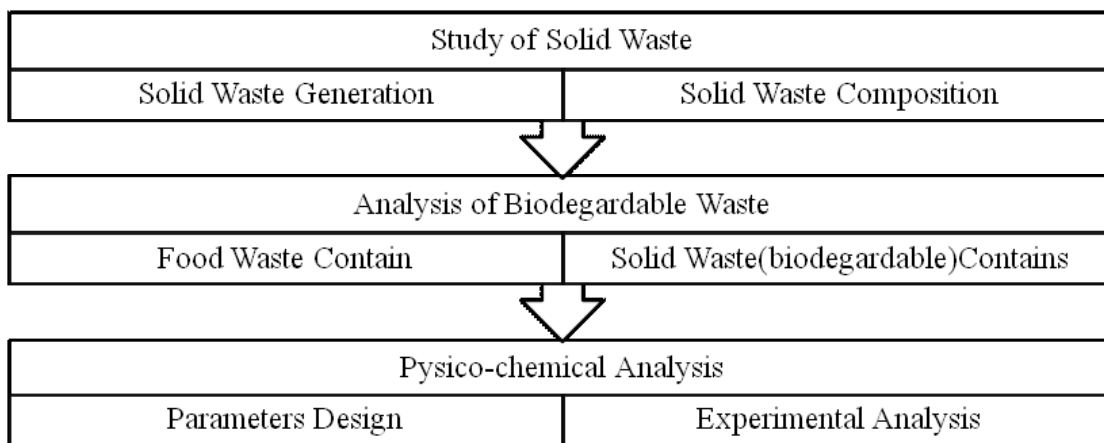 Study of Solid Waste
Solid Waste Generation
Solid Waste Composition
Analysis of Biodegardable Waste
Food Waste Contain
Solid Waste(biodegardable)Contains
Pysico-chemical Analysis
Parameters Design
Experimental Analysis